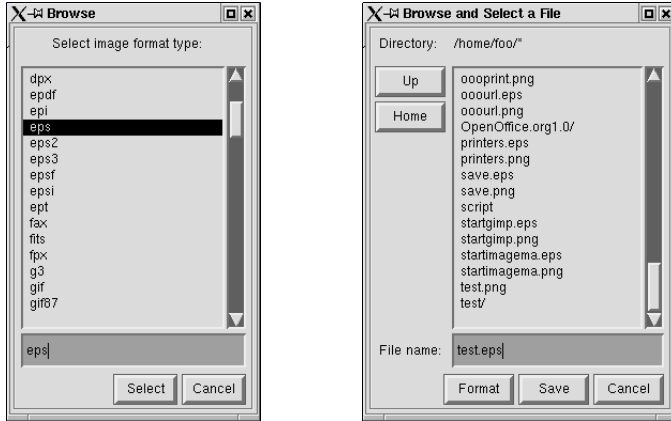 Browse
Select image format type:
dpx
epdf
epi
eps
eps2
eps3
epsf
epsi
ept
fax
fits
fpx
g3
gif
gif87
eps
Select
Cancel
Browse and Select a File
Directory: /home/foo/*
Up
Home
oooprint.png
ooourl.eps
ooourl.png
OpenOffice.org1.0/
printers.eps
printers.png
save.eps
save.png
script
startgimp.eps
startgimp.png
startimagema.eps
startimagema.png
test.png
test/
File name: test.eps
Format
Save
Cancel